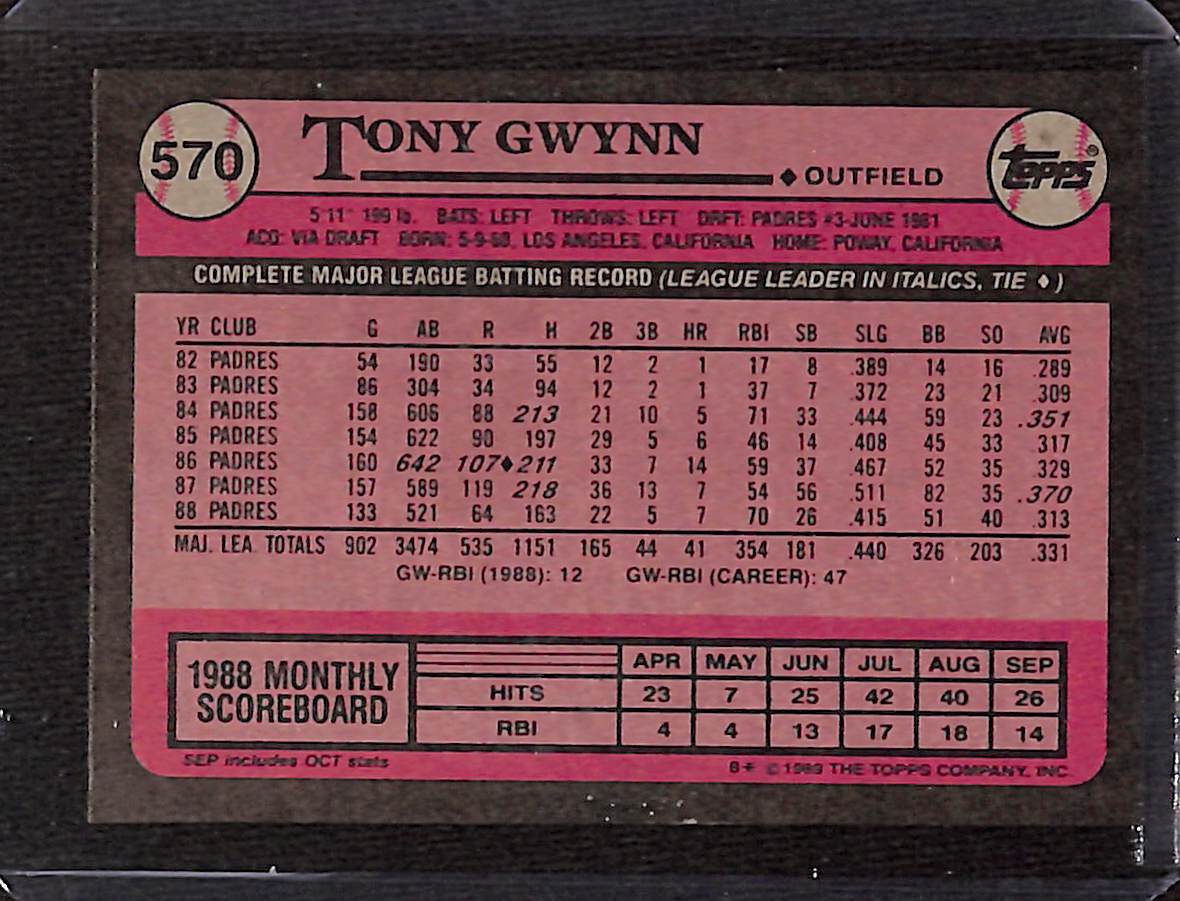 570
TONY GWYNN
◆ OUTFIELD
TOPPS®
5'11" 199 lb. BATS: LEFT THROWS: LEFT DRFT: PADRES #3-JUNE 1981
ACQ: VIA DRAFT BORN: 5-9-60, LOS ANGELES, CALIFORNIA HOME: POWAY, CALIFORNIA
COMPLETE MAJOR LEAGUE BATTING RECORD (LEAGUE LEADER IN ITALICS, TIE ◆)
YR CLUB G AB R H 2B 3B HR RBI SB SLG BB SO AVG
82 PADRES 54 190 33 55 12 2 1 17 8 .389 14 16 .289
83 PADRES 86 304 34 94 12 2 1 37 7 .372 23 21 .309
84 PADRES 158 606 88 213 21 10 5 71 33 .444 59 23 .351
85 PADRES 154 622 90 197 29 5 6 46 14 .408 45 33 .317
86 PADRES 160 642 107◆211 33 7 14 59 37 .467 52 35 .329
87 PADRES 157 589 119 218 36 13 7 54 56 .511 82 35 .370
88 PADRES 133 521 64 163 22 5 7 70 26 .415 51 40 .313
MAJ. LEA. TOTALS 902 3474 535 1151 165 44 41 354 181 .440 326 203 .331
GW-RBI (1988): 12 GW-RBI (CAREER): 47
1988 MONTHLY
SCOREBOARD
APR MAY JUN JUL AUG SEP
HITS 23 7 25 42 40 26
RBI 4 4 13 17 18 14
SEP includes OCT stats
B* © 1989 THE TOPPS COMPANY, INC.